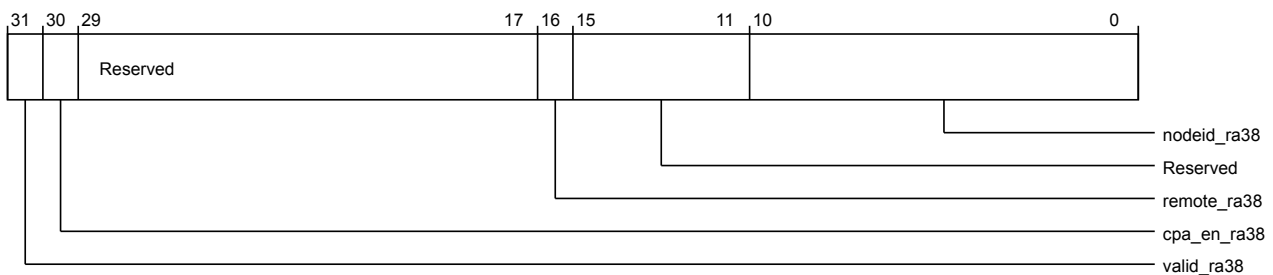 31 30 29 17 16 15 11 10 0
Reserved
nodeid_ra38
Reserved
remote_ra38
cpa_en_ra38
valid_ra38